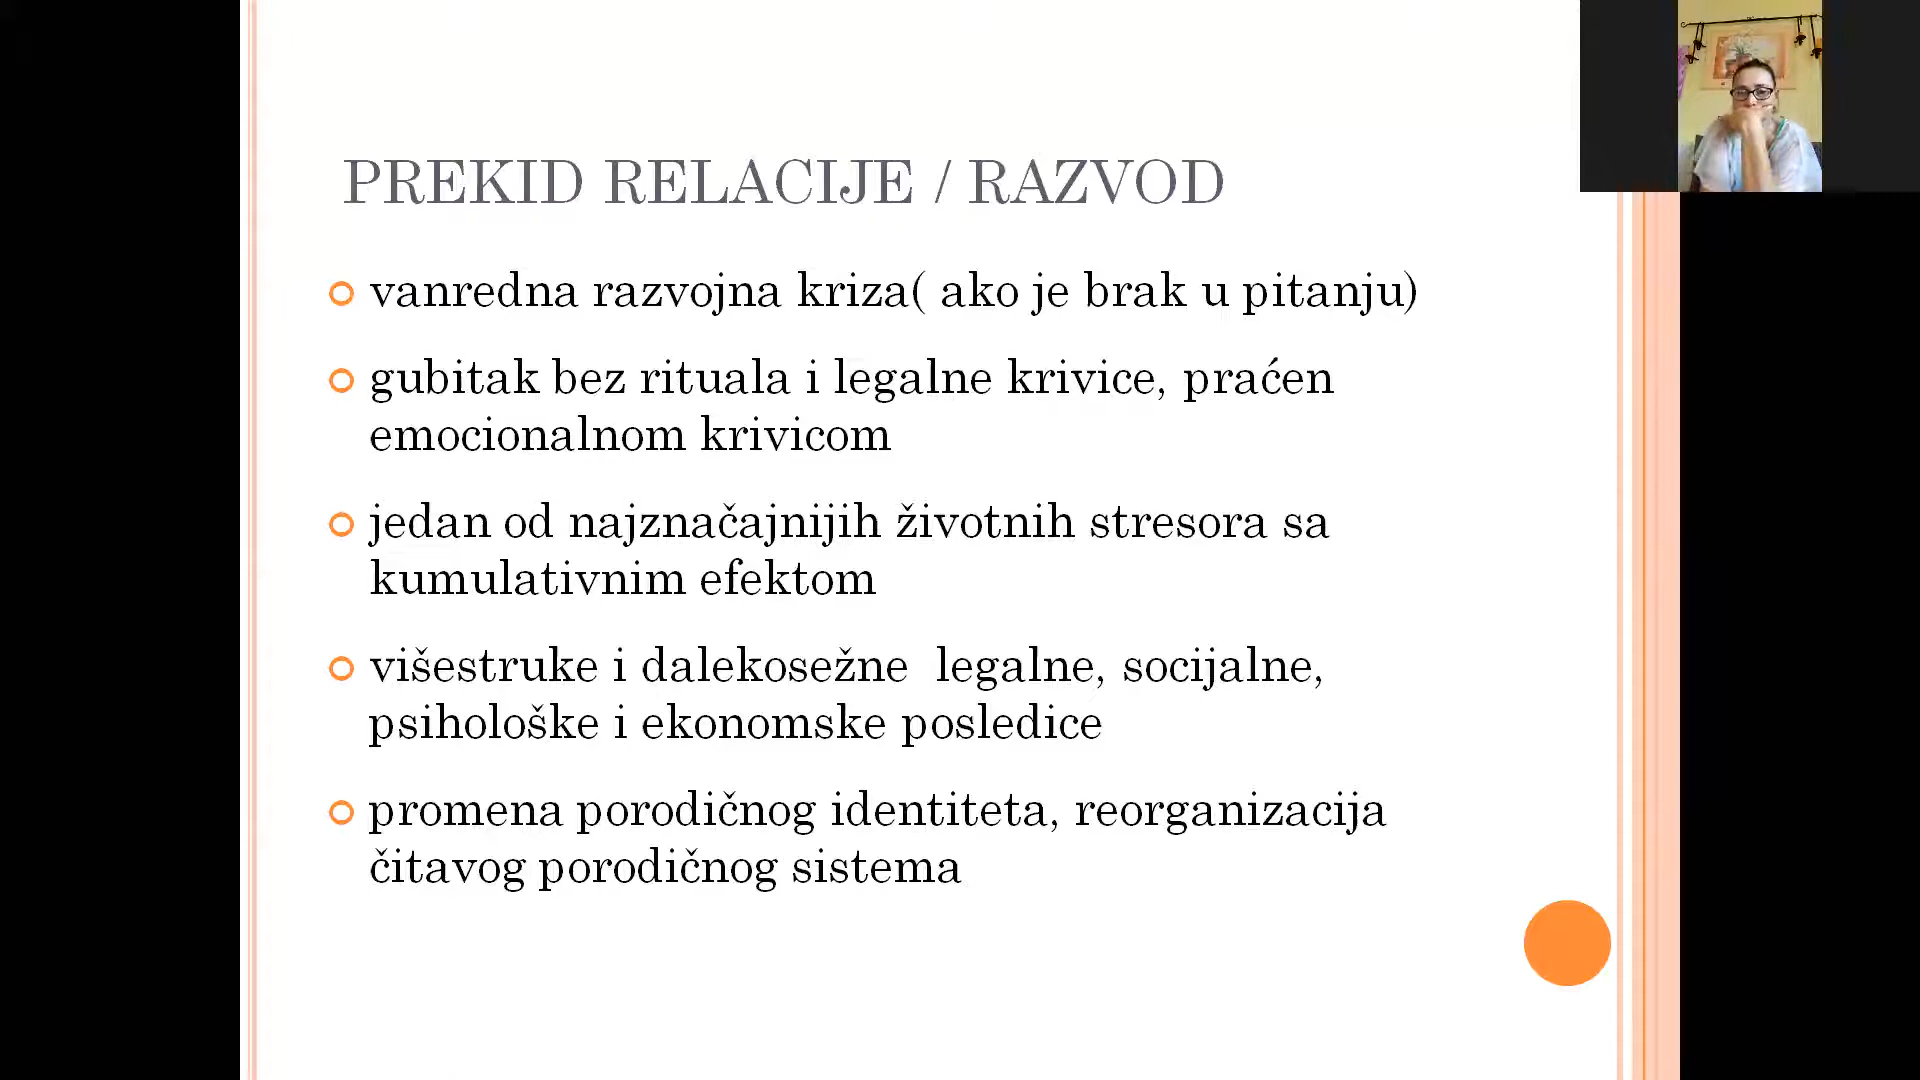 PREKID RELACIJE / RAZVOD
vanredna razvojna kriza( ako je brak u pitanju)
gubitak bez rituala i legalne krivice, praćen
emocionalnom krivicom
jedan od najznačajnijih životnih stresora sa
kumulativnim efektom
višestruke i dalekosežne  legalne, socijalne,
psihološke i ekonomske posledice
promena porodičnog identiteta, reorganizacija
čitavog porodičnog sistema